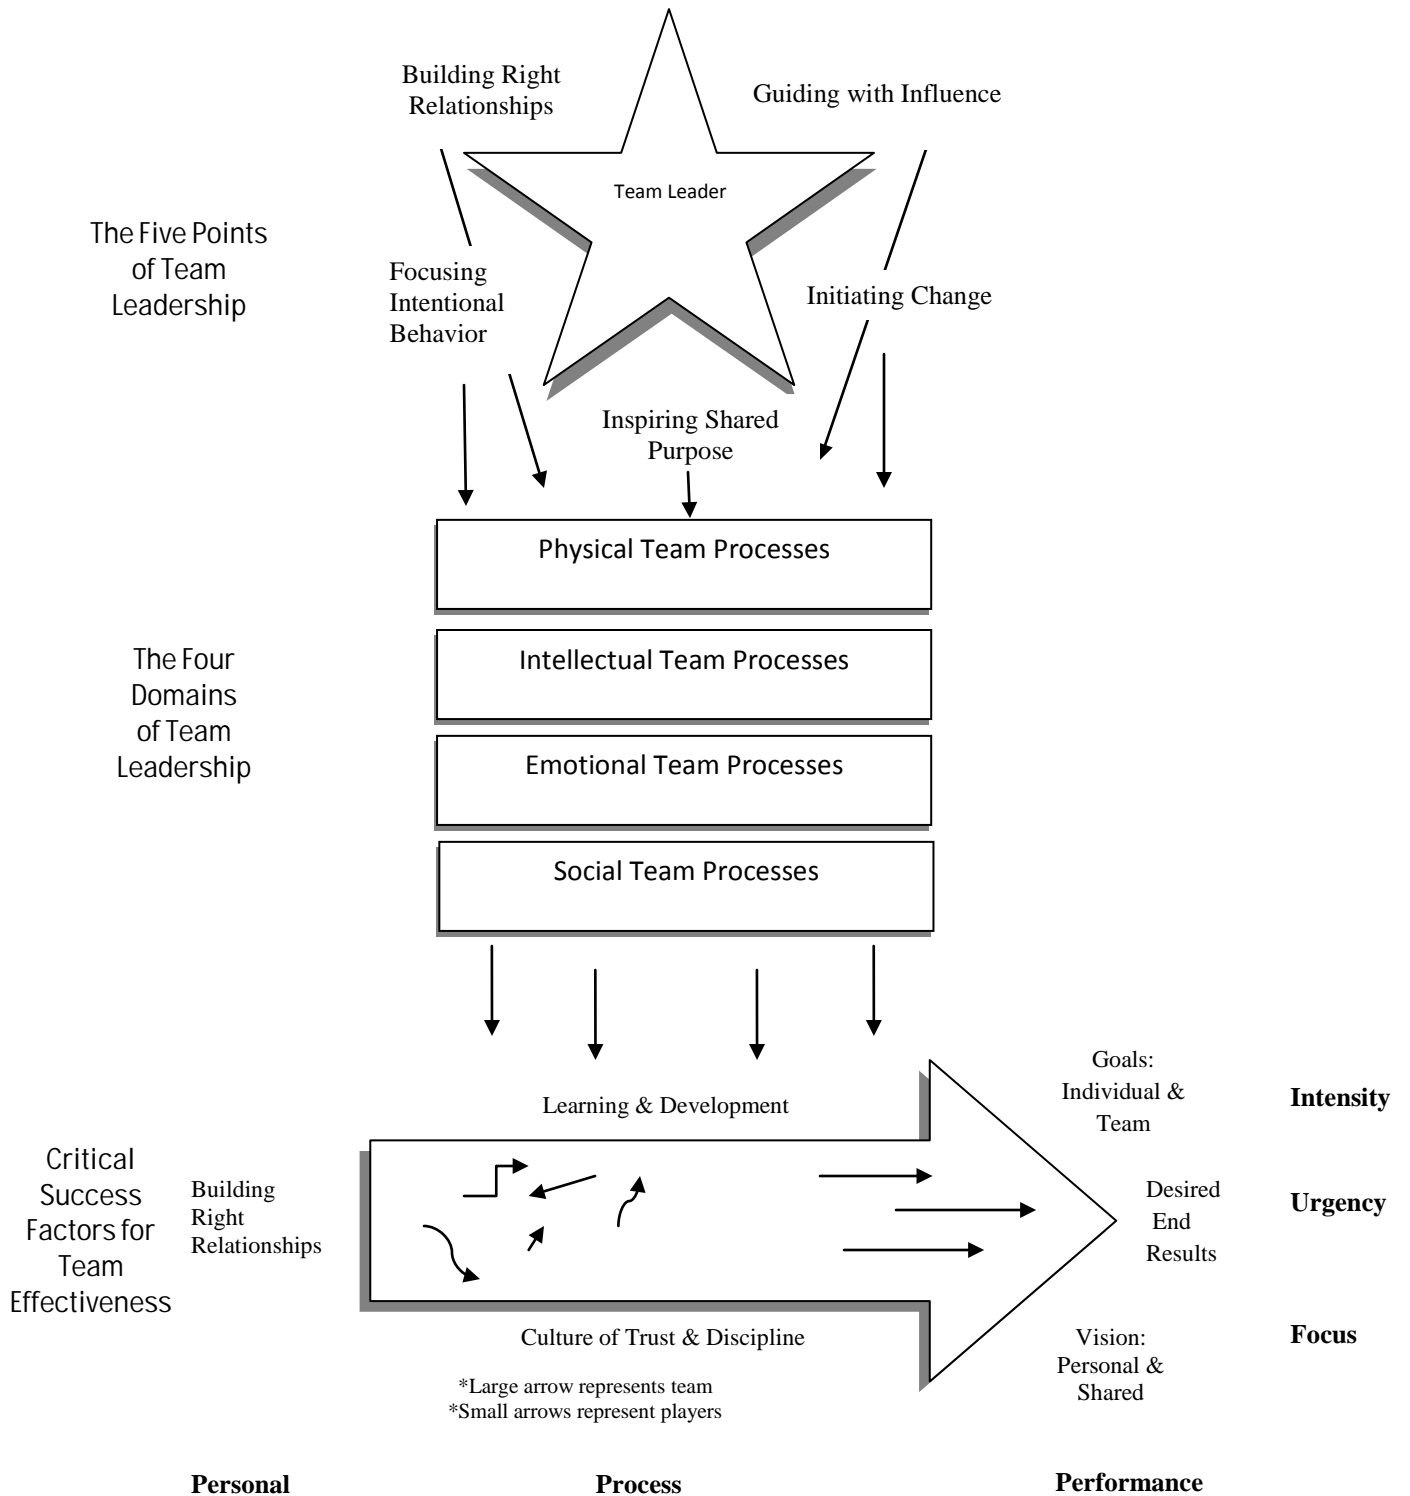 Building Right
Relationships
Guiding with Influence
Team Leader
The Five Points
of Team
Leadership
Focusing
Intentional
Behavior
Initiating Change
Inspiring Shared
Purpose
Physical Team Processes
Intellectual Team Processes
The Four
Domains
of Team
Leadership
Emotional Team Processes
Social Team Processes
Learning & Development
Goals:
Individual &
Team
Intensity
Critical
Success
Factors for
Team
Effectiveness
Building
Right
Relationships
Desired
End
Results
Urgency
Culture of Trust & Discipline
Vision:
Personal &
Shared
Focus
*Large arrow represents team
*Small arrows represent players
Personal
Process
Performance